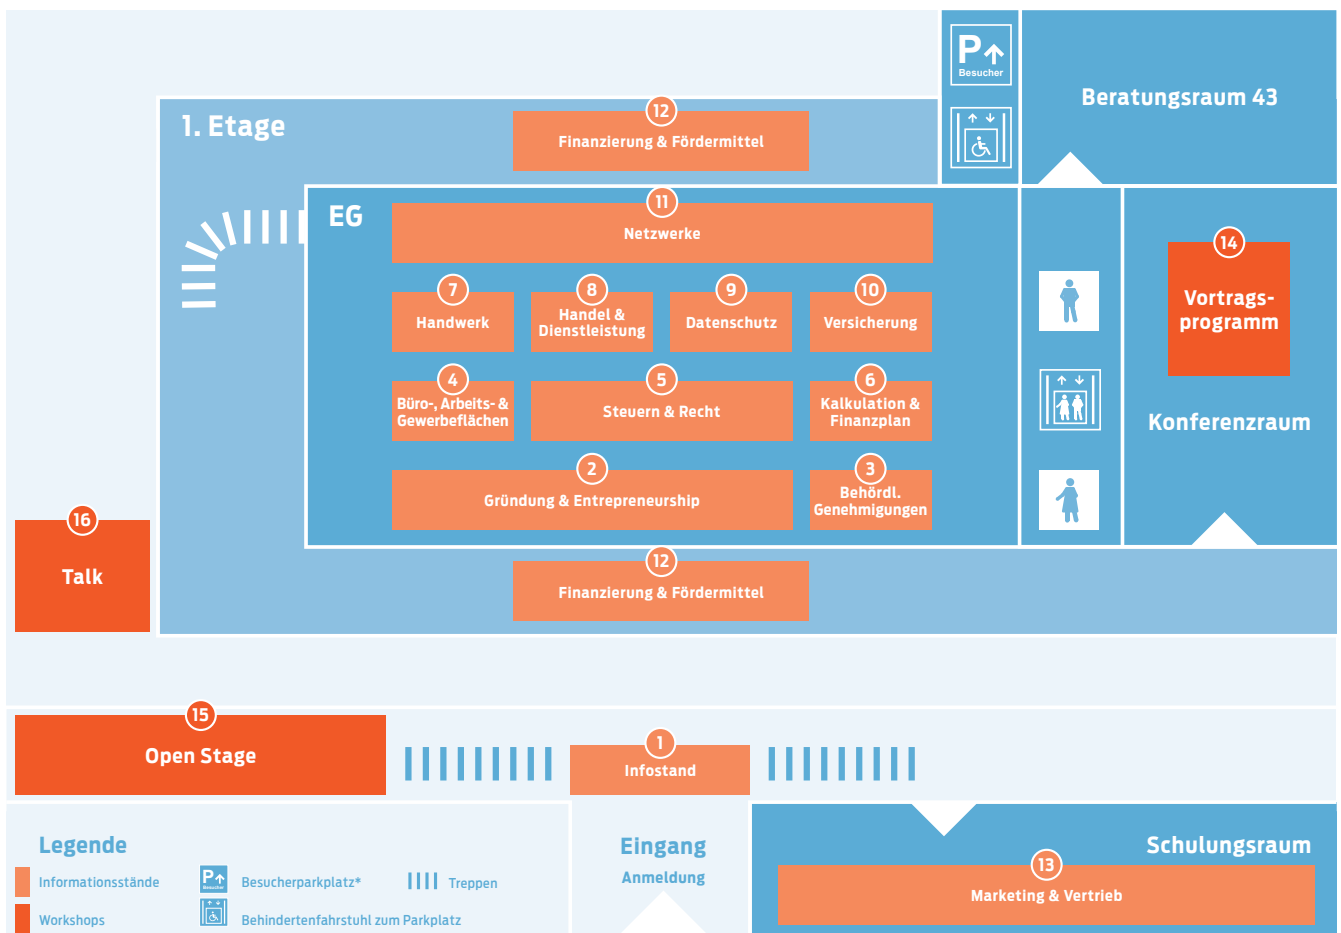 P
Besucher
Beratungsraum 43
1. Etage
12
Finanzierung & Fördermittel
EG
11
Netzwerke
14
Vortrags-
programm
7
Handwerk
8
Handel &
Dienstleistung
9
Datenschutz
10
Versicherung
4
Büro-, Arbeits- &
Gewerbeflächen
5
Steuern & Recht
6
Kalkulation &
Finanzplan
Konferenzraum
2
Gründung & Entrepreneurship
3
Behördl.
Genehmigungen
16
Talk
12
Finanzierung & Fördermittel
15
Open Stage
1
Infostand
Legende
Informationsstände
Workshops
P
Besucher
Besucherparkplatz*
Behindertenfahrstuhl zum Parkplatz
Treppen
Eingang
Anmeldung
Schulungsraum
13
Marketing & Vertrieb